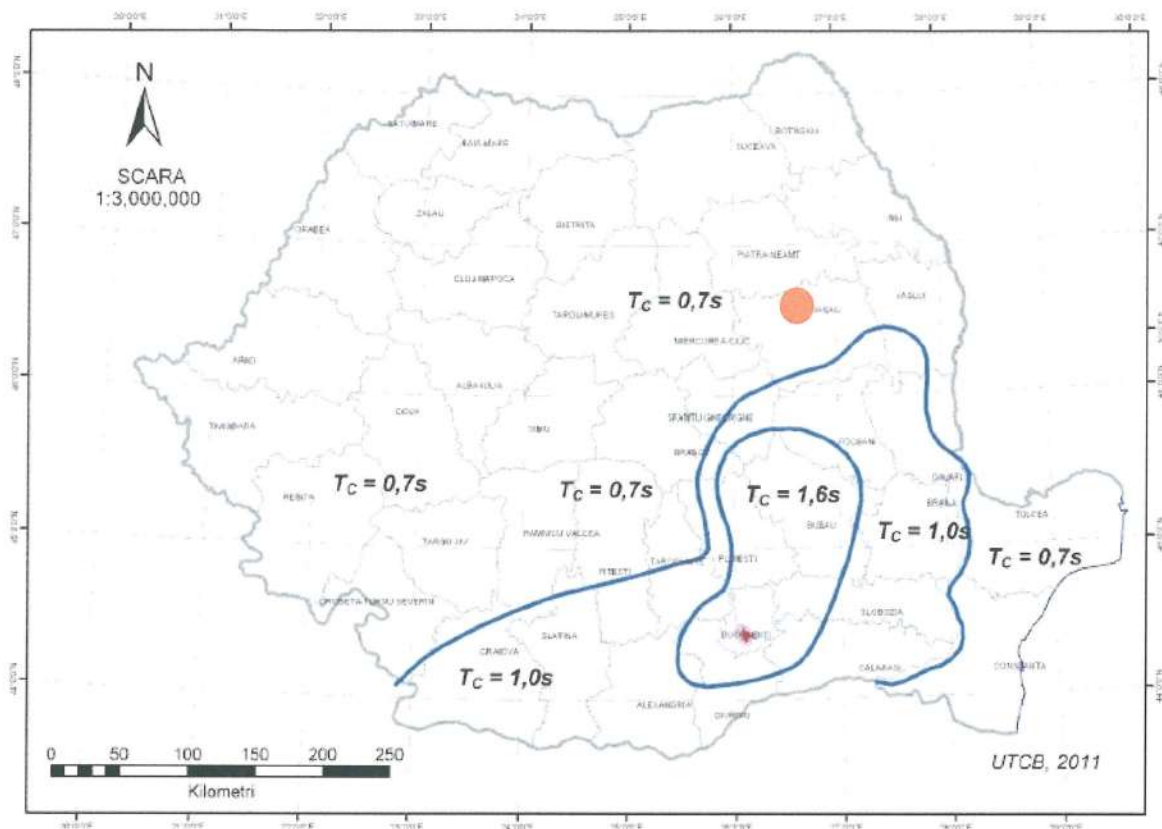 N
SCARA
1:3,000,000
SATU MARE
BAIA MARE
SUCEAVA
BOTOSANI
ZALAU
ORADEA
BISTRITA
IASI
PIATRA-NEAMT
CLUJ-NAPOCA
TARGU-MURES
T_C = 0,7s
BACAU
VASLUI
MIERCUREA-CIUC
ARAD
ALBA-IULIA
DEVA
SIBIU
SFANTU GHEORGHE
TIMISOARA
BRASOV
FOCSANI
RESITA
T_C = 0,7s
T_C = 0,7s
T_C = 1,6s
BUZAU
GALATI
BRAILA
T_C = 1,0s
TULCEA
T_C = 0,7s
TARGU JIU
RAMNICU VALCEA
PITESTI
TARGOVISTE
PLOIESTI
DROBETA-TURNU SEVERIN
SLATINA
CRAIOVA
BUCURESTI
SLOBOZIA
CALARASI
CONSTANTA
T_C = 1,0s
ALEXANDRIA
GIURGIU
0 50 100 150 200 250
Kilometri
UTCB, 2011